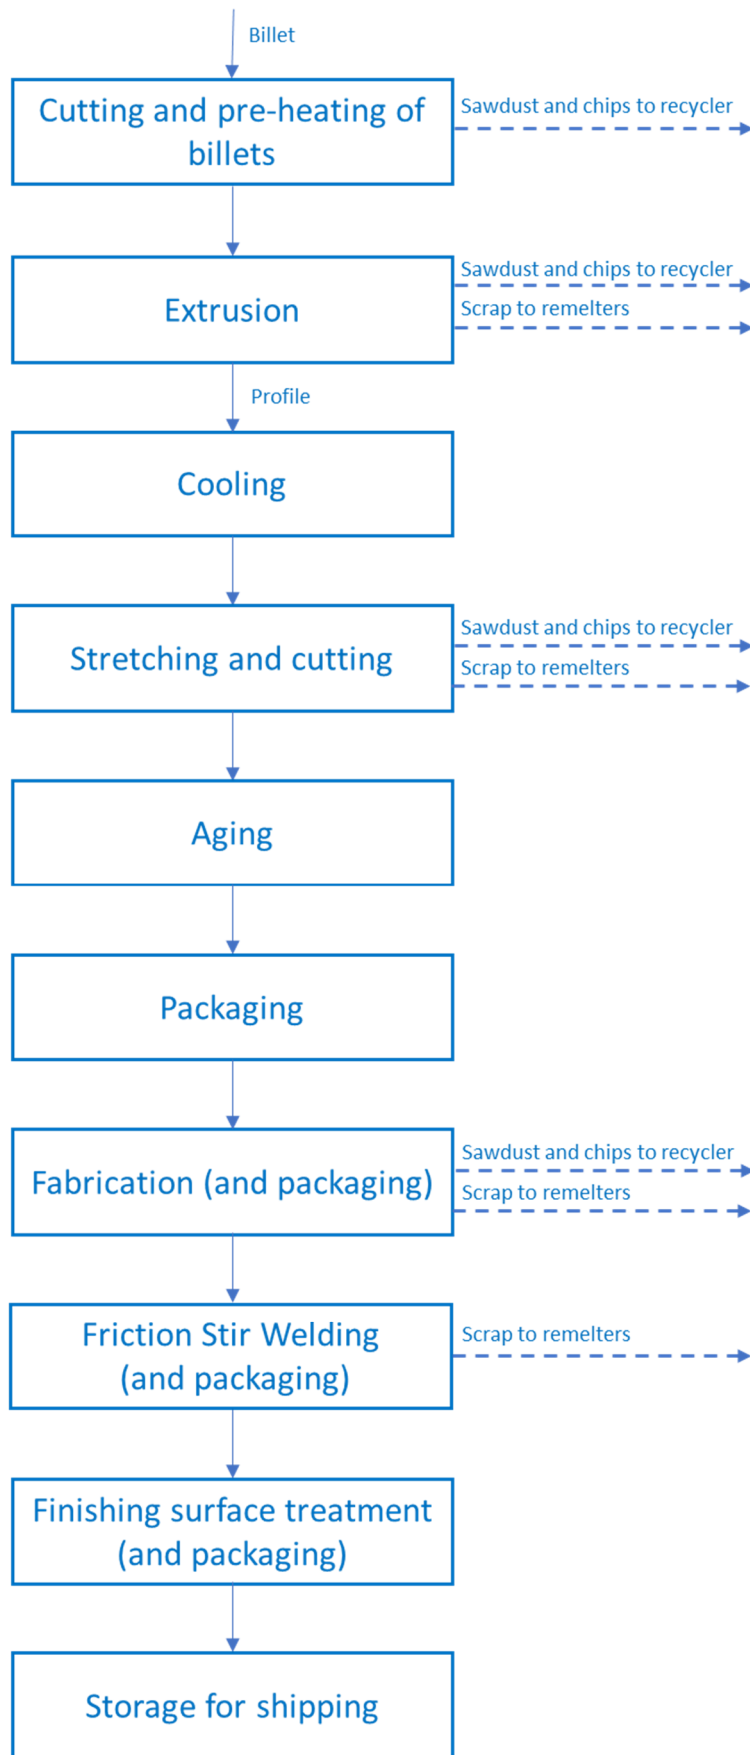 Billet
Cutting and pre-heating of
billets
Sawdust and chips to recycler
Extrusion
Sawdust and chips to recycler
Scrap to remelters
Profile
Cooling
Stretching and cutting
Sawdust and chips to recycler
Scrap to remelters
Aging
Packaging
Fabrication (and packaging)
Sawdust and chips to recycler
Scrap to remelters
Friction Stir Welding
(and packaging)
Scrap to remelters
Finishing surface treatment
(and packaging)
Storage for shipping